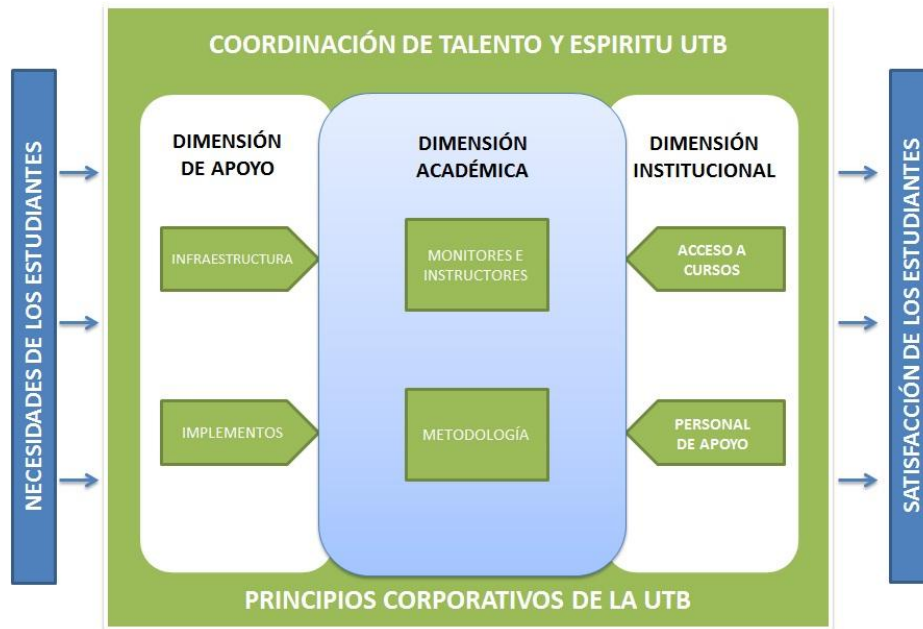 COORDINACIÓN DE TALENTO Y ESPIRITU UTB
NECESIDADES DE LOS ESTUDIANTES
DIMENSIÓN
DE APOYO
INFRAESTRUCTURA
IMPLEMENTOS
DIMENSIÓN
ACADÉMICA
MONITORES E
INSTRUCTORES
METODOLOGÍA
DIMENSIÓN
INSTITUCIONAL
ACCESO A
CURSOS
PERSONAL
DE APOYO
SATISFACCIÓN DE LOS ESTUDIANTES
PRINCIPIOS CORPORATIVOS DE LA UTB